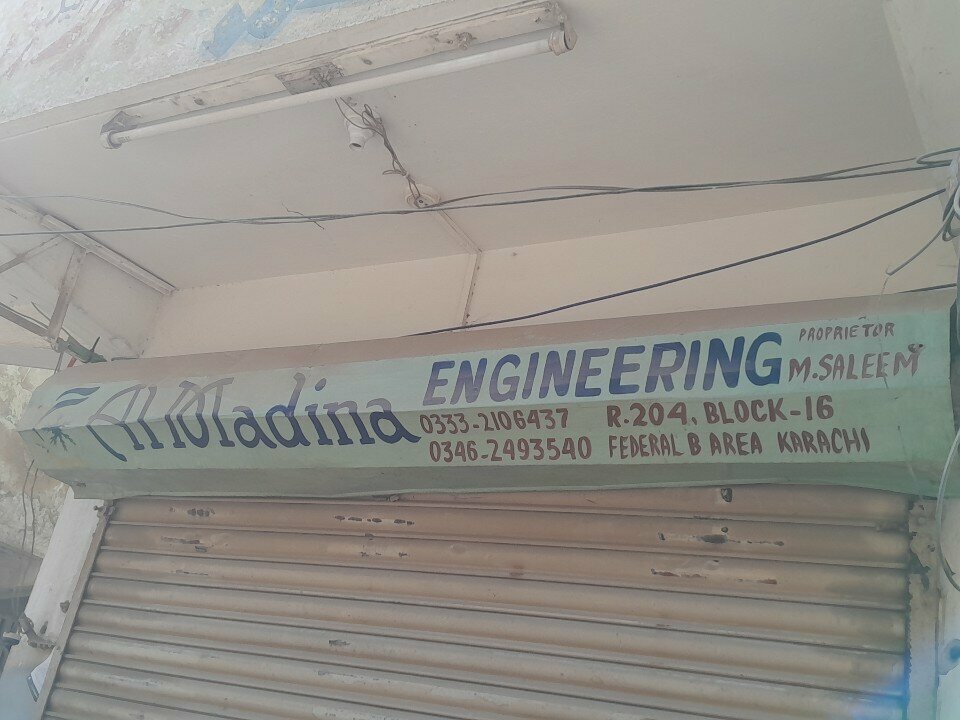 Al Madina ENGINEERING
PROPRIETOR
M.SALEEM
0333-2106437
0346-2493540
R.204, BLOCK-16
FEDERAL B AREA KARACHI